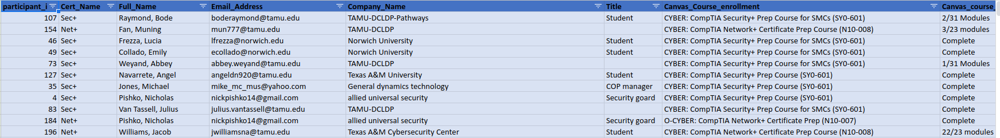 participant_i Cert_Name Full_Name Email_Address Company_Name Title Canvas_Course_enrollment Canvas_course_
107 Sec+ Raymond, Bode boderaymond@tamu.edu TAMU-DCLDP-Pathways Student CYBER: CompTIA Security+ Prep Course for SMCs (SY0-601) 2/31 Modules
154 Net+ Fan, Muning mun777@tamu.edu TAMU-DCLDP CYBER: CompTIA Network+ Certificate Prep Course (N10-008) 3/23 modules
46 Sec+ Frezza, Lucia lfrezza@norwich.edu Norwich University Student CYBER: CompTIA Security+ Prep Course for SMCs (SY0-601) Complete
49 Sec+ Collado, Emily ecollado@norwich.edu Norwich University Student CYBER: CompTIA Security+ Prep Course for SMCs (SY0-601) Complete
73 Sec+ Weyand, Abbey abbey.weyand@tamu.edu TAMU-DCLDP CYBER: CompTIA Security+ Prep Course for SMCs (SY0-601) 1/31 Modules
127 Sec+ Navarrete, Angel angeldn920@tamu.edu Texas A&M University Student CYBER: CompTIA Security+ Prep Course (SY0-601) Complete
35 Sec+ Jones, Michael mike_mc_mus@yahoo.com General dynamics technology COP manager CYBER: CompTIA Security+ Prep Course (SY0-601) Complete
4 Sec+ Pishko, Nicholas nickpishko14@gmail.com allied universal security Security goard CYBER: CompTIA Security+ Prep Course (SY0-601) Complete
83 Sec+ Van Tassell, Julius julius.vantassell@tamu.edu TAMU-DCLDP CYBER: CompTIA Security+ Prep Course for SMCs (SY0-601) Complete
184 Net+ Pishko, Nicholas nickpishko14@gmail.com allied universal security Security goard O-CYBER: CompTIA Network+ Certificate Prep (N10-007) Complete
196 Net+ Williams, Jacob jwilliamsna@tamu.edu Texas A&M Cybersecurity Center Student CYBER: CompTIA Network+ Certificate Prep Course (N10-008) 22/23 modules